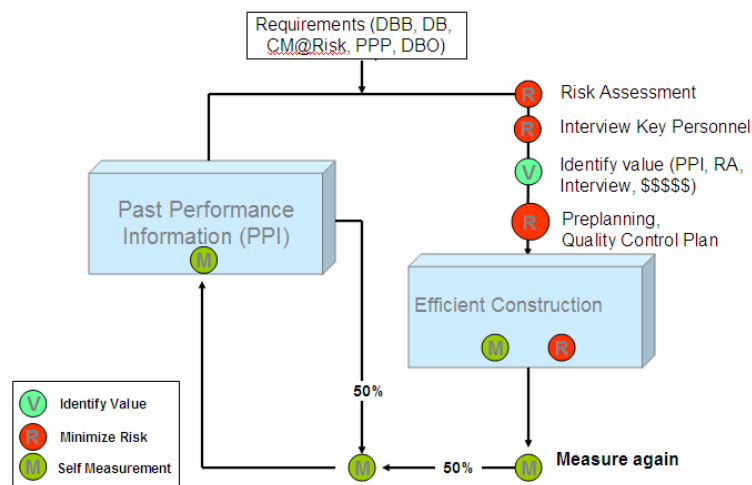 Requirements (DBB, DB,
CM@Risk, PPP, DBO)
R
Risk Assessment
R
Interview Key Personnel
V
Identify value (PPI, RA,
Interview, $$$$$)
R
Preplanning,
Quality Control Plan
Past Performance
Information (PPI)
M
Efficient Construction
M
R
50%
V
Identify Value
R
Minimize Risk
M
Self Measurement
M
50%
M
Measure again